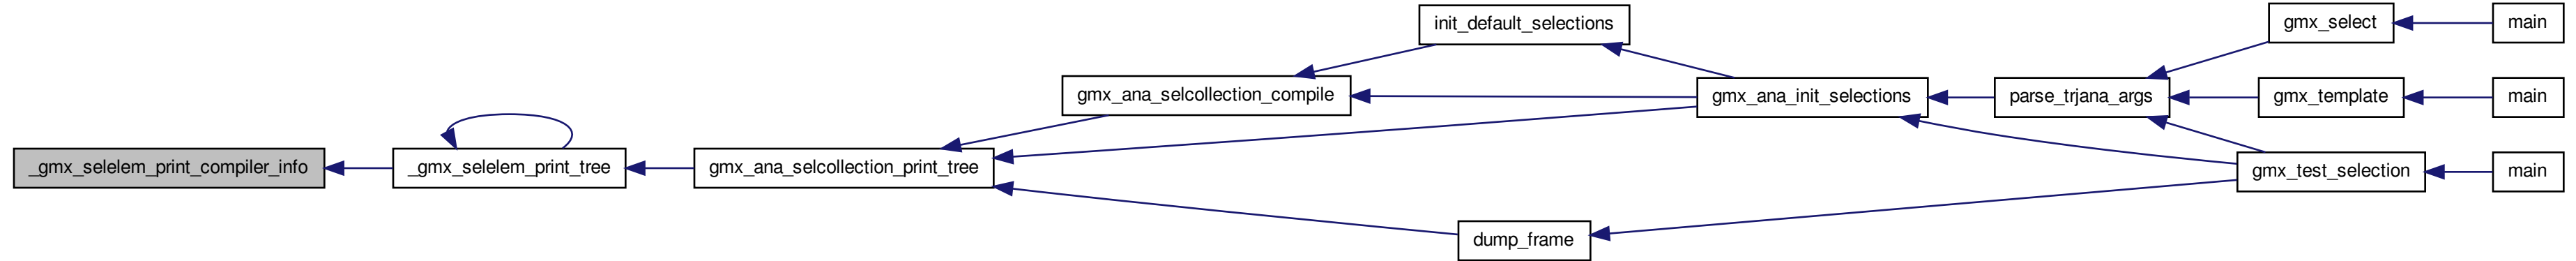 _gmx_selelem_print_compiler_info
_gmx_selelem_print_tree
gmx_ana_selcollection_print_tree
gmx_ana_selcollection_compile
init_default_selections
dump_frame
gmx_ana_init_selections
parse_trjana_args
gmx_select
gmx_template
gmx_test_selection
main
main
main